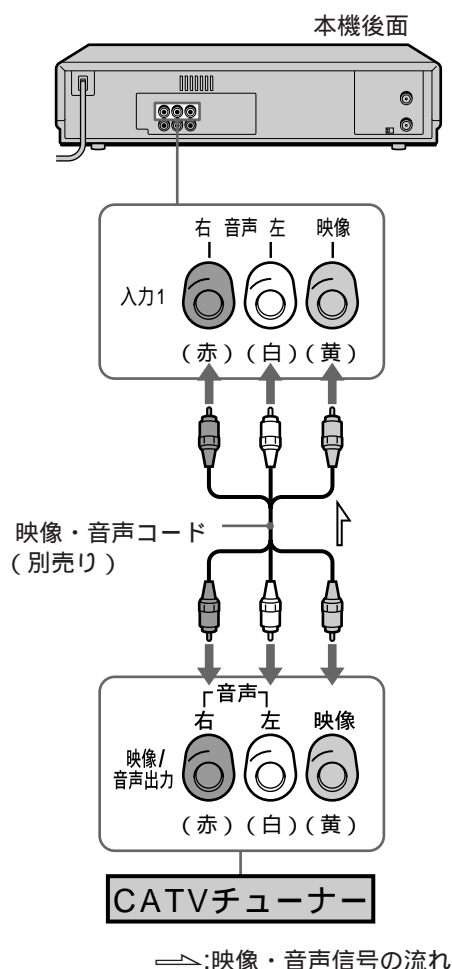 本機後面
右 音声 左 映像
入力1
(赤)(白)(黄)
映像・音声コード
(別売り)
音声
右 左 映像
映像/
音声出力
(赤)(白)(黄)
CATVチューナー
:映像・音声信号の流れ